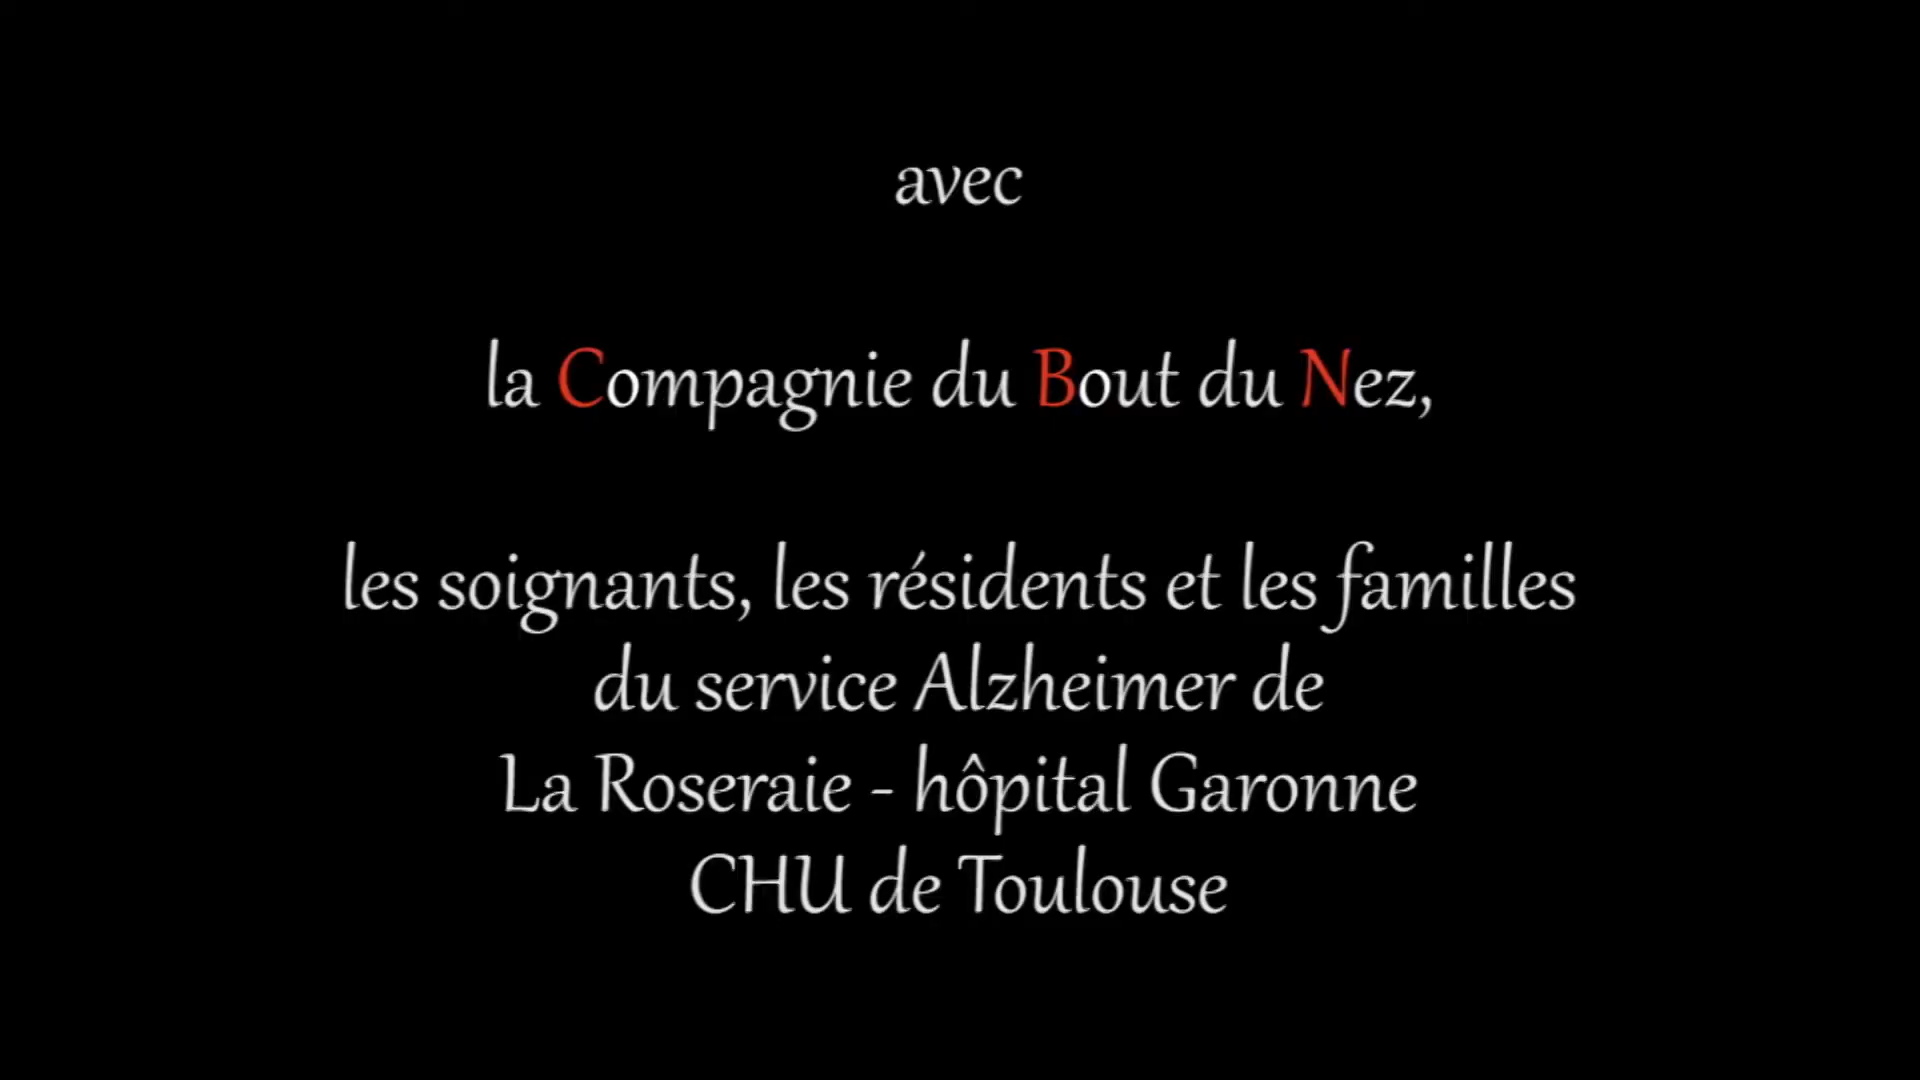 avec
la Compagnie du Bout du Nez,
les soignants, les résidents et les familles
du service Alzheimer de
La Roseraie - hôpital Garonne
CHU de Toulouse